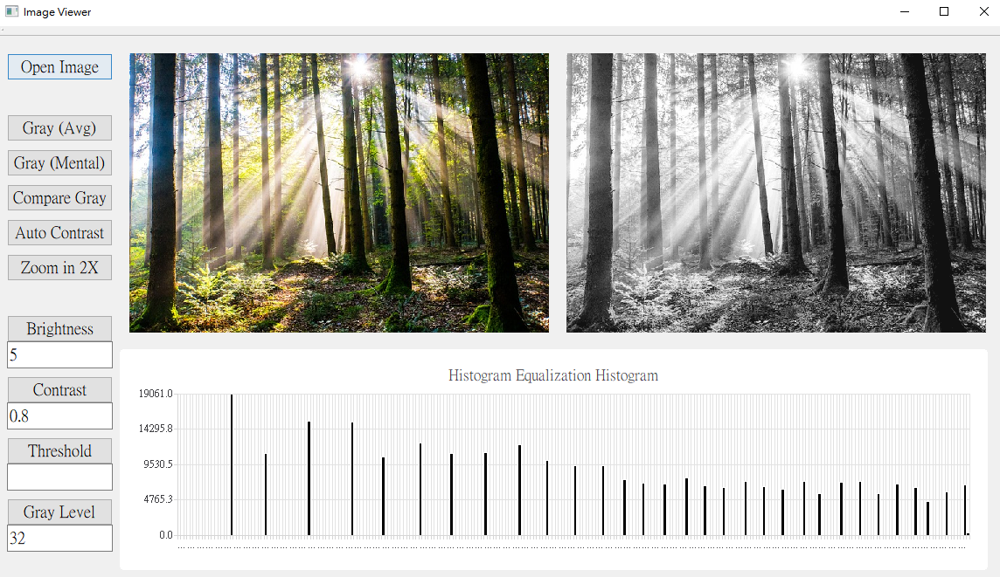 Image Viewer
Open Image
Gray (Avg)
Gray (Mental)
Compare Gray
Auto Contrast
Zoom in 2X
Brightness
5
Contrast
0.8
Threshold
Gray Level
32
Histogram Equalization Histogram
19061.0
14295.8
9530.5
4765.3
0.0